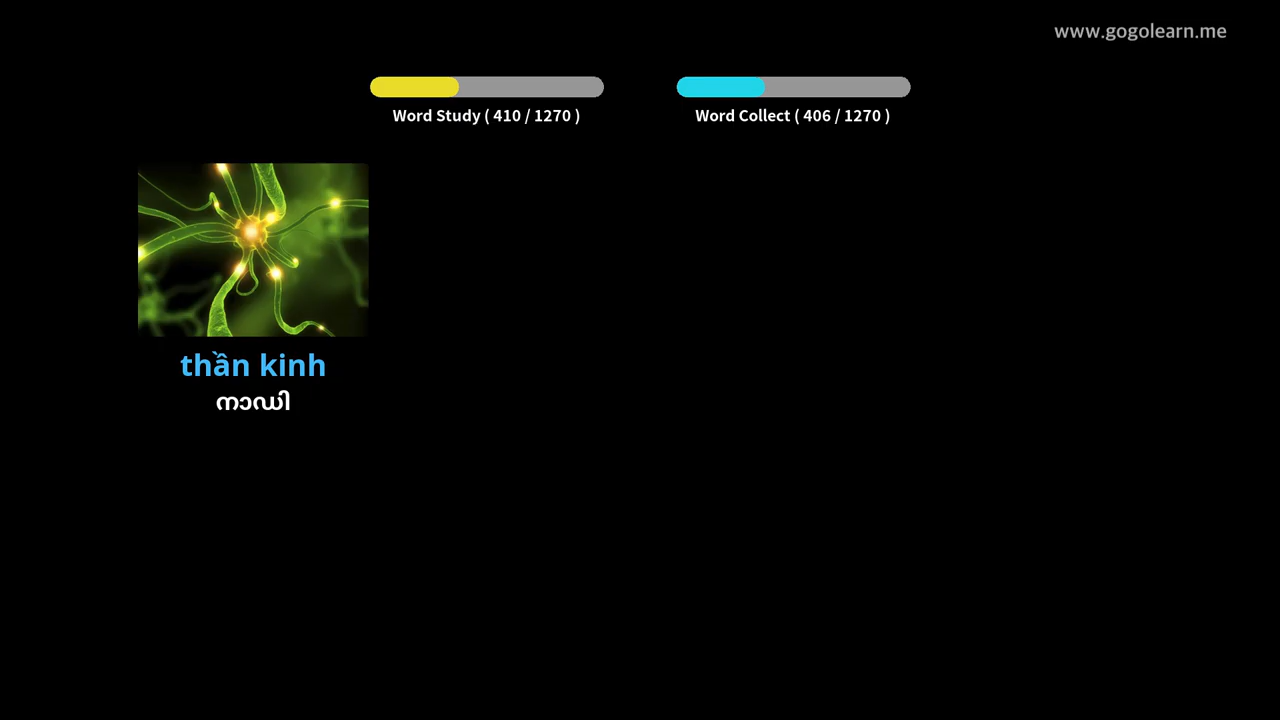 www.gogolearn.me
Word Study ( 410 / 1270 )
Word Collect ( 406 / 1270 )
thần kinh
നാഡി